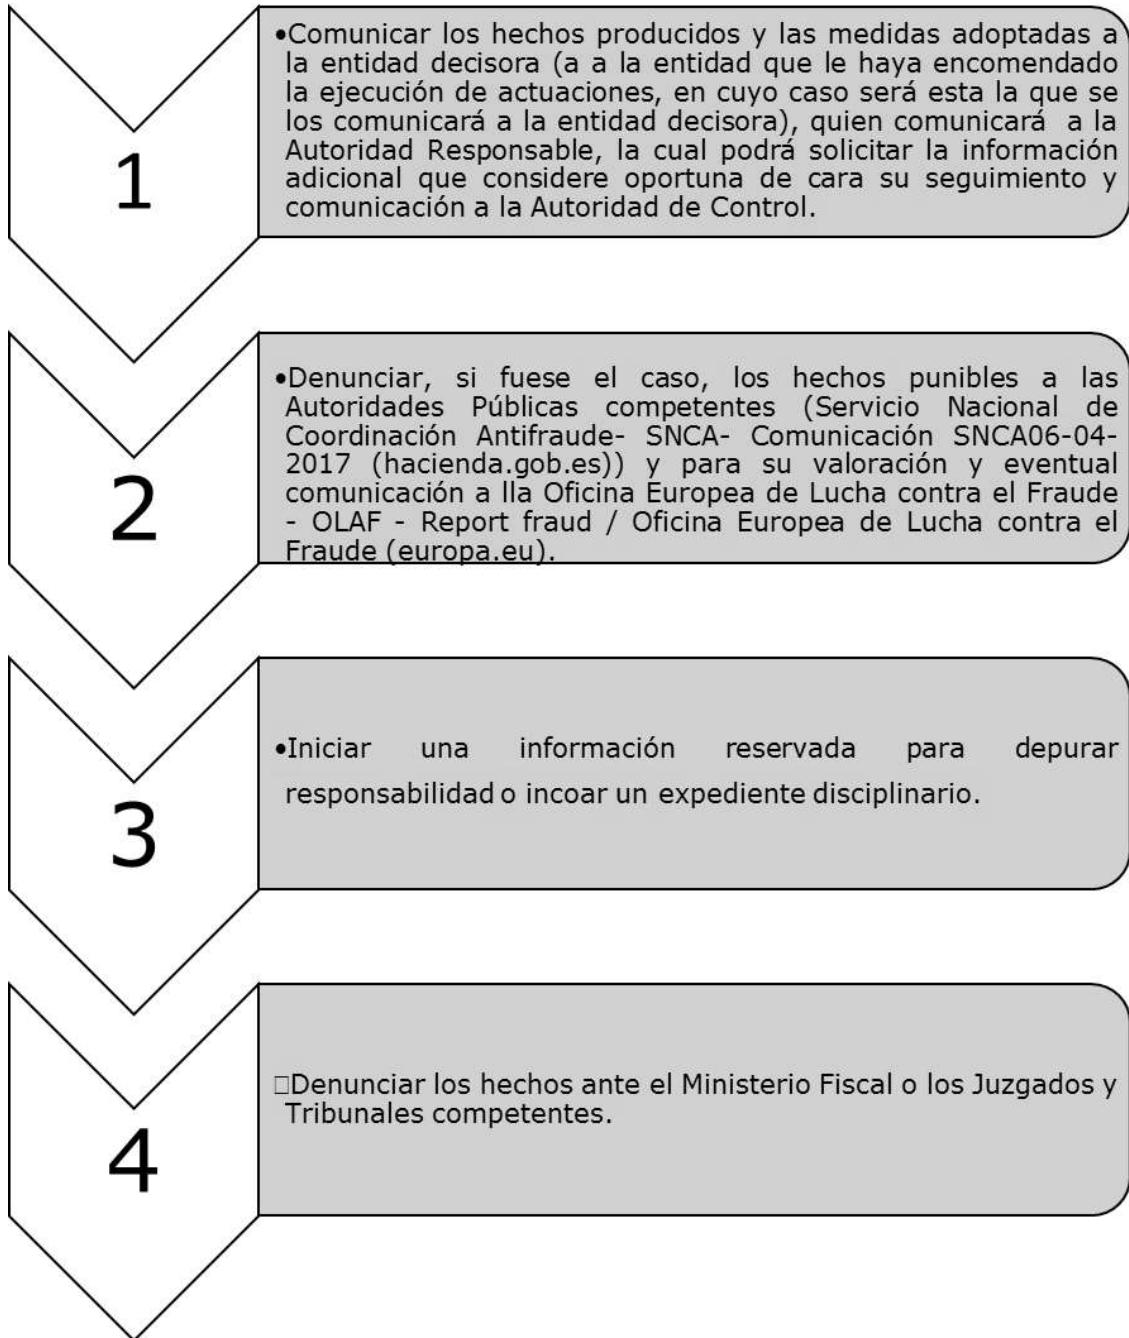 1
•Comunicar los hechos producidos y las medidas adoptadas a
la entidad decisora (a a la entidad que le haya encomendado
la ejecución de actuaciones, en cuyo caso será esta la que se
los comunicará a la entidad decisora), quien comunicará a la
Autoridad Responsable, la cual podrá solicitar la información
adicional que considere oportuna de cara su seguimiento y
comunicación a la Autoridad de Control.
2
•Denunciar, si fuese el caso, los hechos punibles a las
Autoridades Públicas competentes (Servicio Nacional de
Coordinación Antifraude- SNCA- Comunicación SNCA06-04-
2017 (hacienda.gob.es)) y para su valoración y eventual
comunicación a lla Oficina Europea de Lucha contra el Fraude
- OLAF - Report fraud / Oficina Europea de Lucha contra el
Fraude (europa.eu).
3
•Iniciar una información reservada para depurar
responsabilidad o incoar un expediente disciplinario.
4
□Denunciar los hechos ante el Ministerio Fiscal o los Juzgados y
Tribunales competentes.